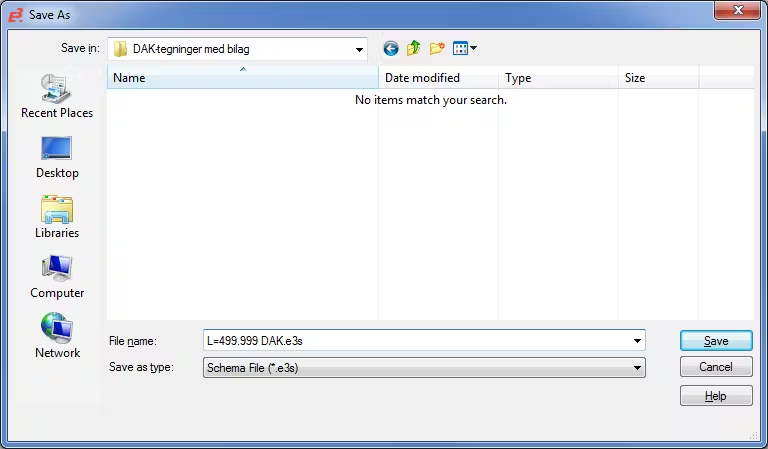 Save As
Save in: DAK-tegninger med bilag
Name Date modified Type Size
No items match your search.
Recent Places
Desktop
Libraries
Computer
Network
File name: L=499.999 DAK.e3s Save
Save as type: Schema File (*.e3s) Cancel
Help